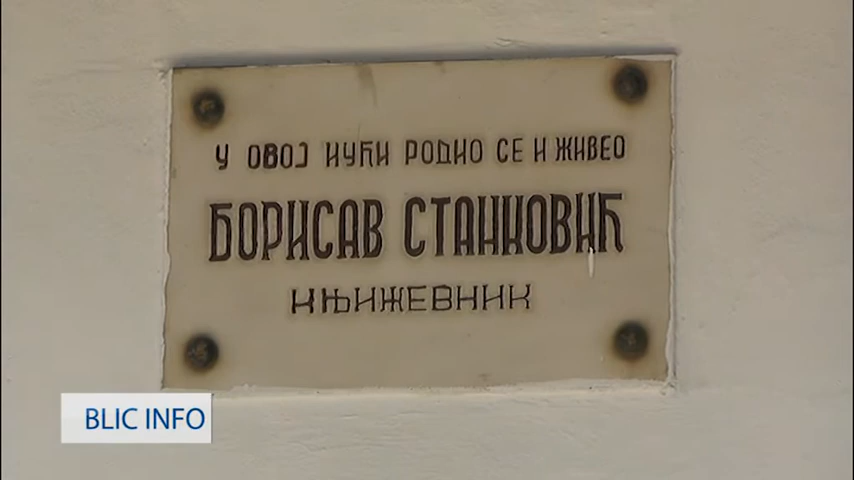 У ОВОЈ КУЋИ РОДИО СЕ И ЖИВЕО
БОРИСАВ СТАНКОВИЋ
КЊИЖЕВНИК
BLIC INFO